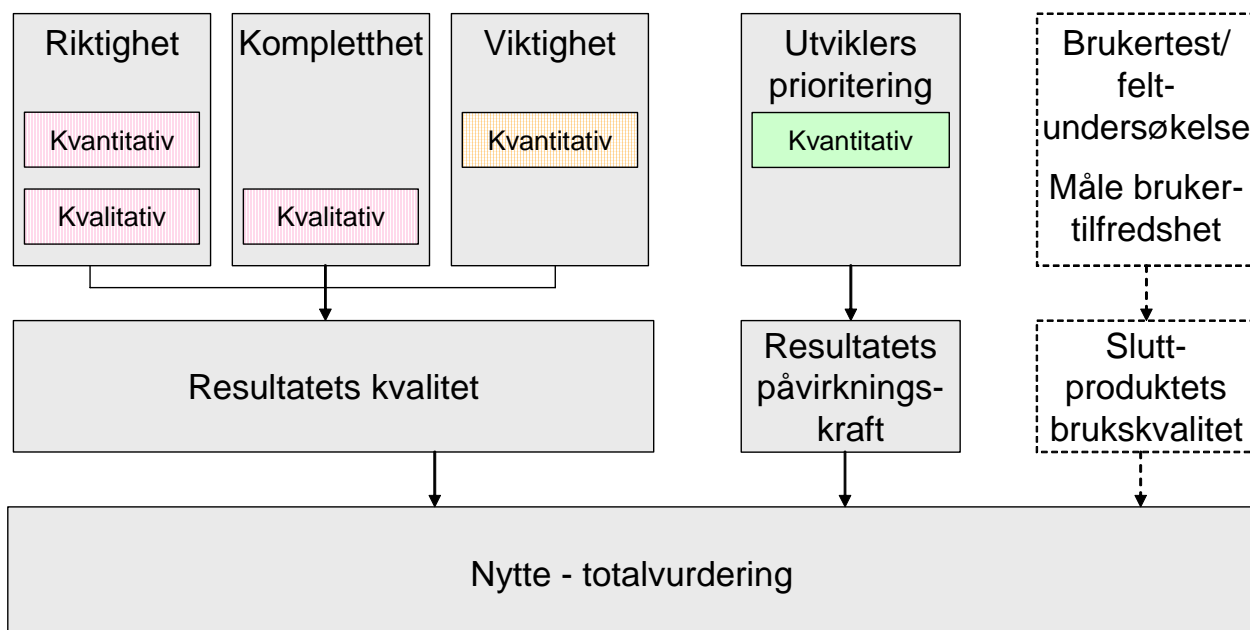 Riktighet
Kvantitativ
Kvalitativ
Kompletthet
Kvalitativ
Viktighet
Kvantitativ
Utviklers
prioritering
Kvantitativ
Brukertest/
felt-
undersøkelse
Måle bruker-
tilfredshet
Resultatets kvalitet
Resultatets
påvirknings-
kraft
Slutt-
produktets
brukskvalitet
Nytte - totalvurdering